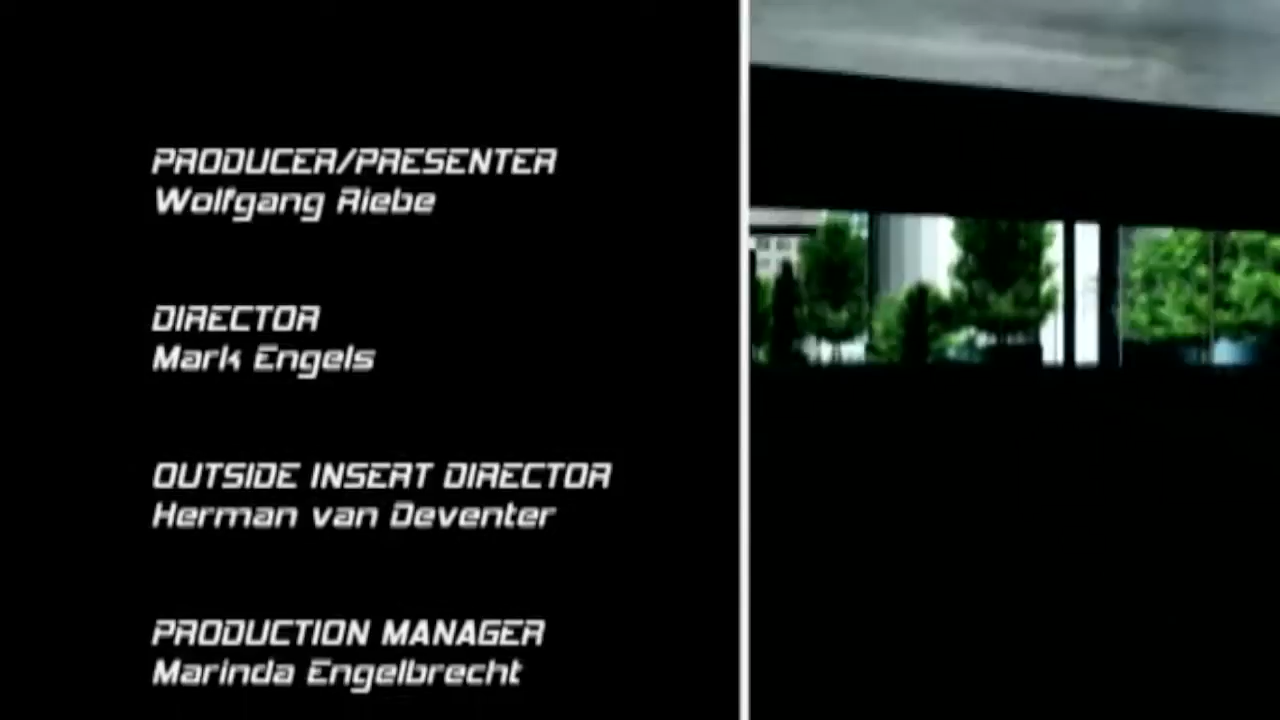 PRODUCER/PRESENTER
Wolfgang Riebe
DIRECTOR
Mark Engels
OUTSIDE INSERT DIRECTOR
Herman van Deventer
PRODUCTION MANAGER
Marinda Engelbrecht